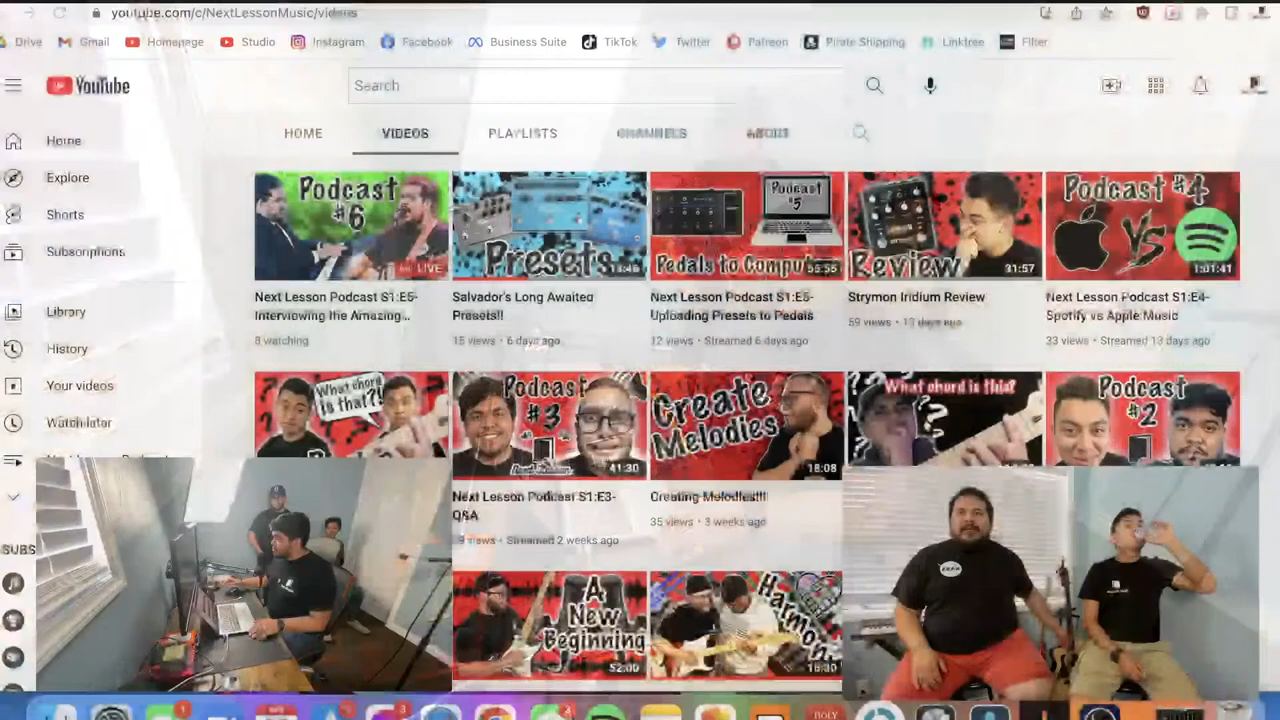 youtube.com/c/NextLessonMusic/videos
Drive Gmail Homepage Studio Instagram Facebook Business Suite TikTok Twitter Patreon Pirate Shipping Linktree Filter
YouTube
Search
HOME VIDEOS PLAYLISTS CHANNELS ABOUT
Home
Explore
Shorts
Subscriptions
Library
History
Your videos
Watch later
SUBS
Podcast #6
LIVE
Next Lesson Podcast S1:E6-
Interviewing the Amazing...
8 watching
Presets
Salvador's Long Awaited
Presets!!
15 views • 6 days ago
Podcast #5
Pedals to Comput
55:55
Next Lesson Podcast S1:E5-
Uploading Presets to Pedals
12 views • Streamed 6 days ago
Review
31:57
Strymon Iridium Review
59 views • 13 days ago
Podcast #4
VS
1:01:41
Next Lesson Podcast S1:E4-
Spotify vs Apple Music
33 views • Streamed 13 days ago
What chord
is that?!
Podcast
#3
41:30
Next Lesson Podcast S1:E3-
Q&A
views • Streamed 2 weeks ago
Create
Melodies
18:08
Creating Melodies!!!
35 views • 3 weeks ago
What chord is this?
Podcast
#2
A
New
Beginning
52:00
Harmon